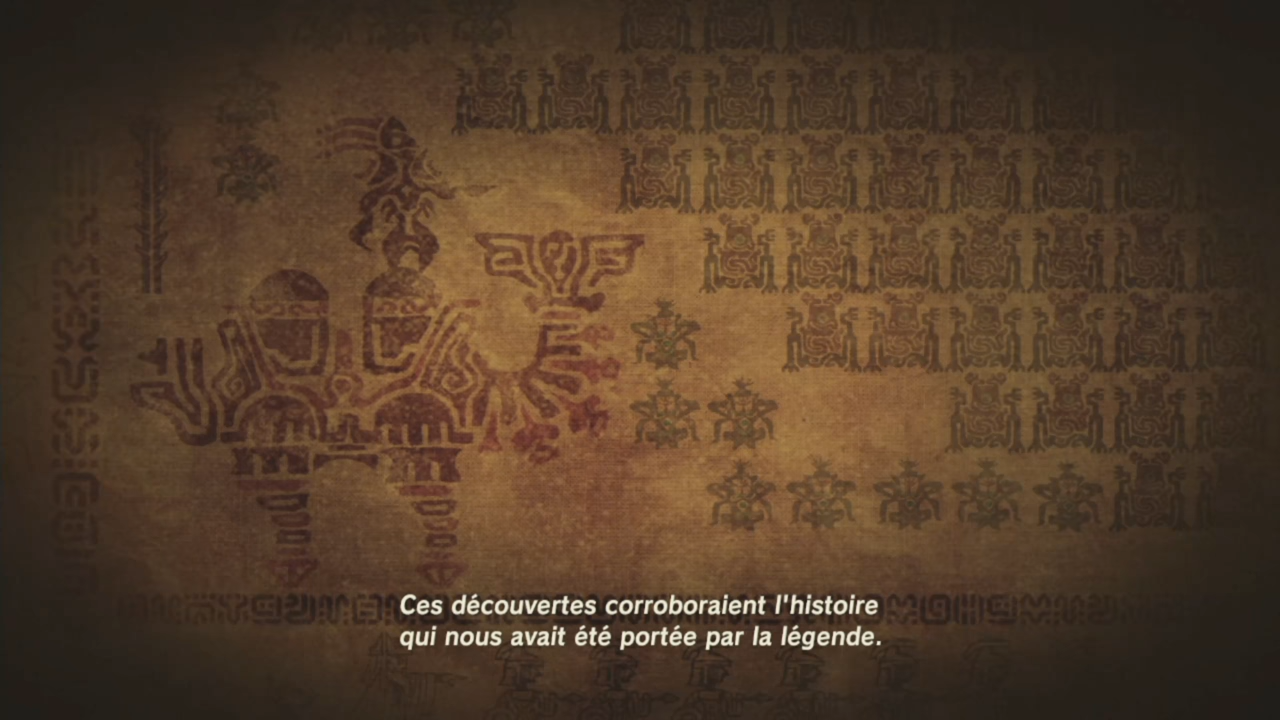 Ces découvertes corroboraient l'histoire
qui nous avait été portée par la légende.